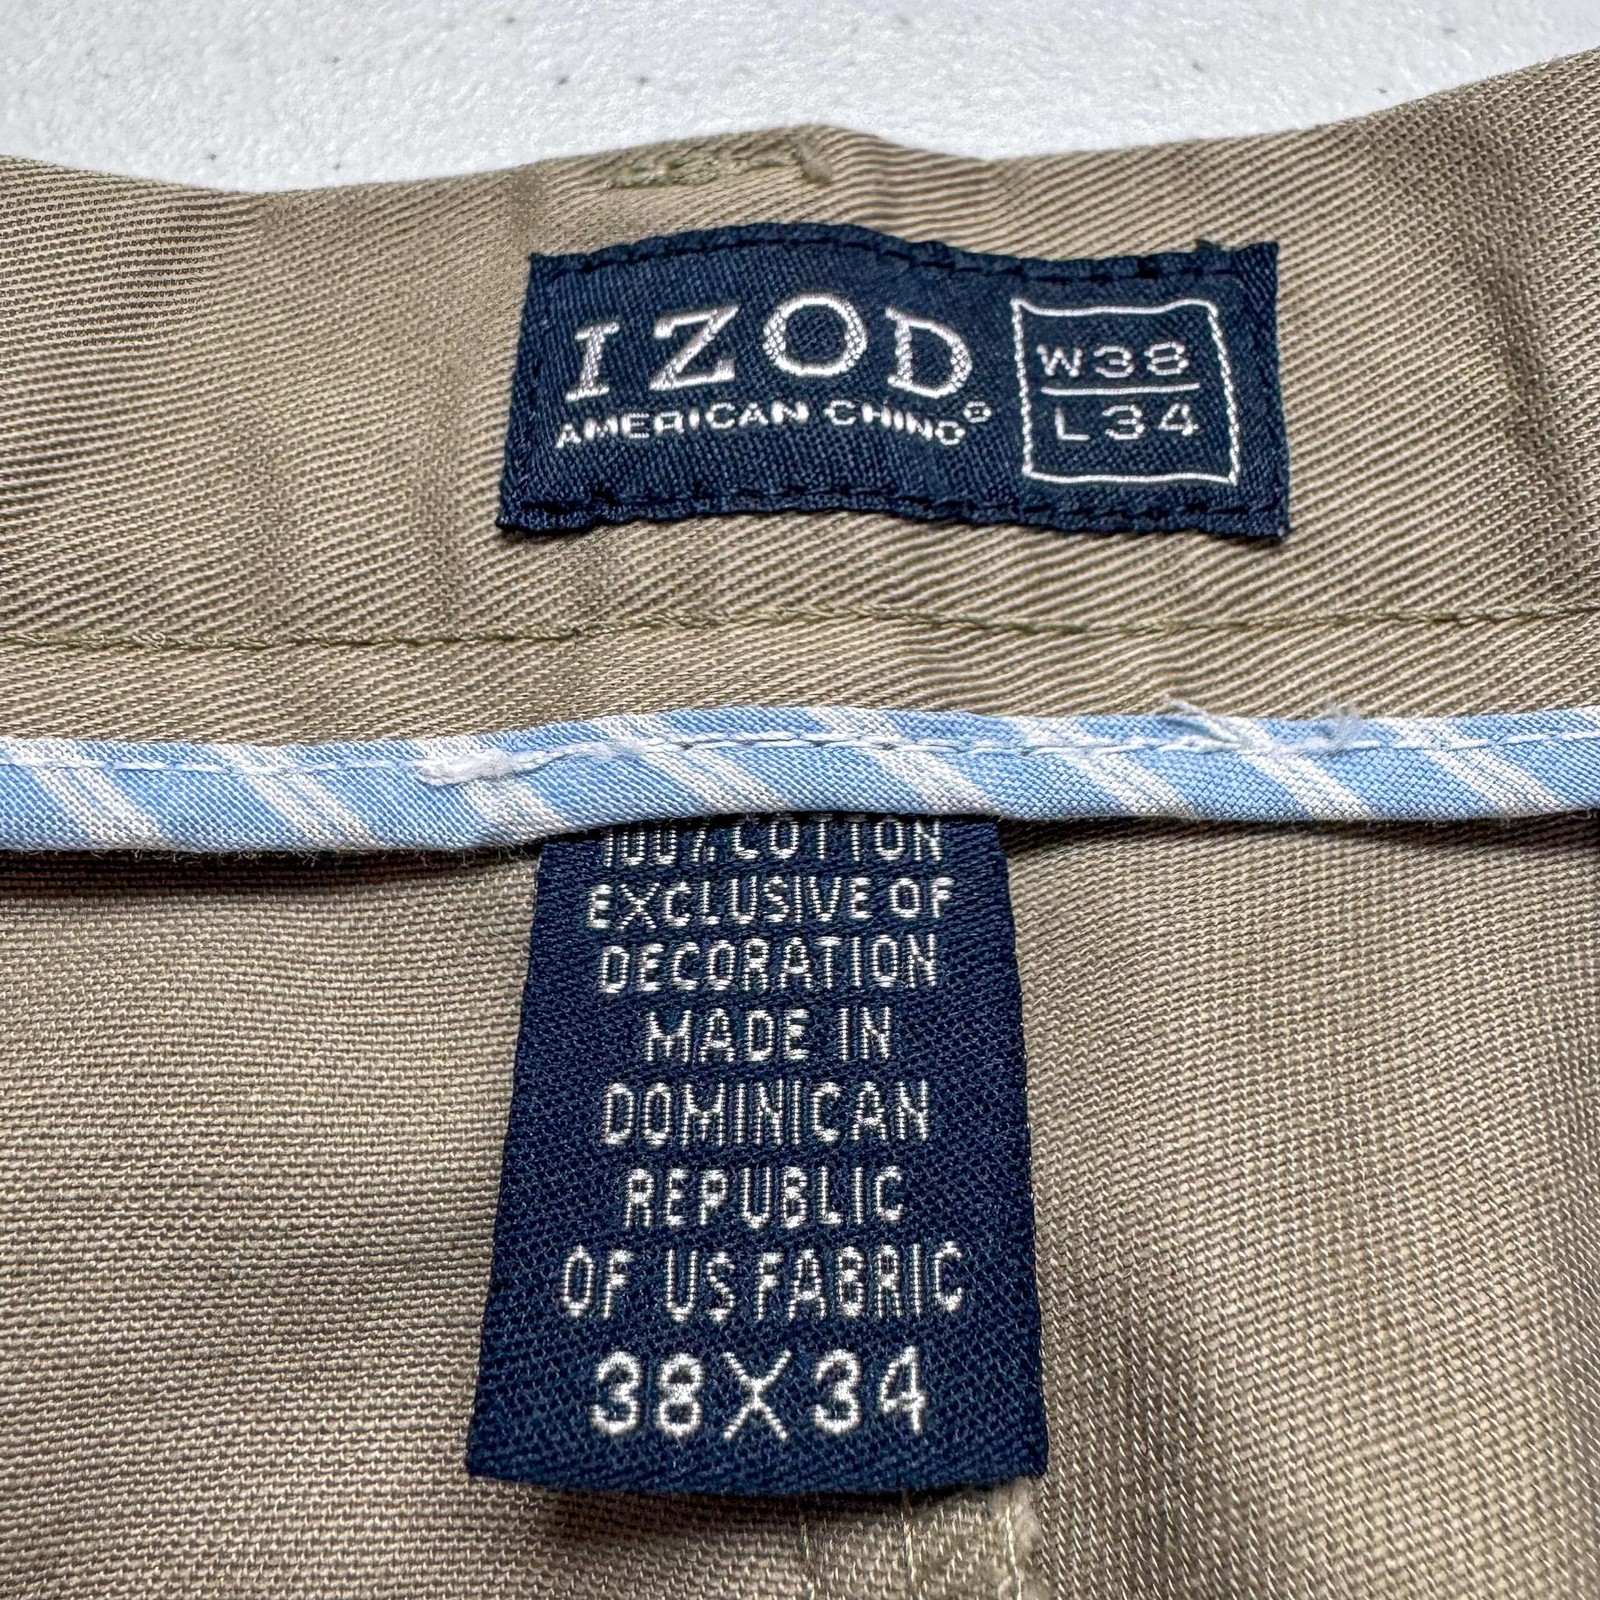 IZOD
AMERICAN CHINO®
W38
L34
100% COTTON
EXCLUSIVE OF
DECORATION
MADE IN
DOMINICAN
REPUBLIC
OF US FABRIC
38X34